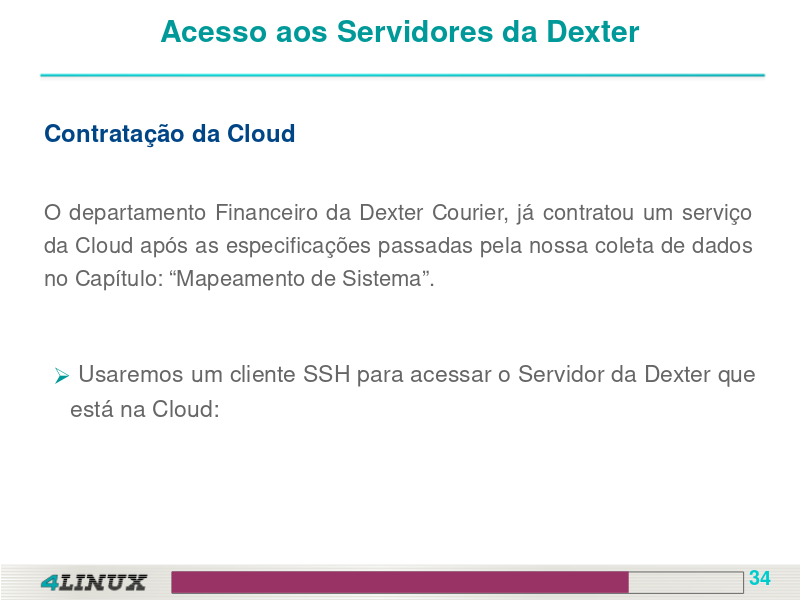 Acesso aos Servidores da Dexter
Contratação da Cloud
O departamento Financeiro da Dexter Courier, já contratou um serviço
da Cloud após as especificações passadas pela nossa coleta de dados
no Capítulo: “Mapeamento de Sistema”.
➢ Usaremos um cliente SSH para acessar o Servidor da Dexter que
está na Cloud:
4LINUX
34